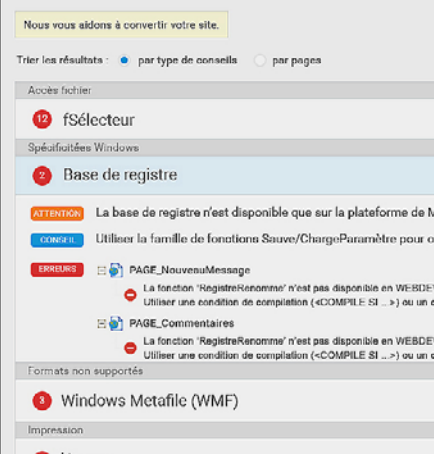 Nous vous aidons à convertir votre site.
Trier les résultats : par type de conseils par pages
Accès fichier
12 fSélecteur
Spécificitées Windows
2 Base de registre
ATTENTION La base de registre n'est disponible que sur la plateforme de
CONSEIL Utiliser la famille de fonctions Sauve/ChargeParamètre pour
ERREURS PAGE_NouveauMessage
La fonction 'RegistreRenomme' n'est pas disponible en WEBDEV
Utiliser une condition de compilation (<COMPILE SI ...>) ou un
PAGE_Commentaires
La fonction 'RegistreRenomme' n'est pas disponible en WEBDEV
Utiliser une condition de compilation (<COMPILE SI ...>) ou un
Formats non supportés
3 Windows Metafile (WMF)
Impression